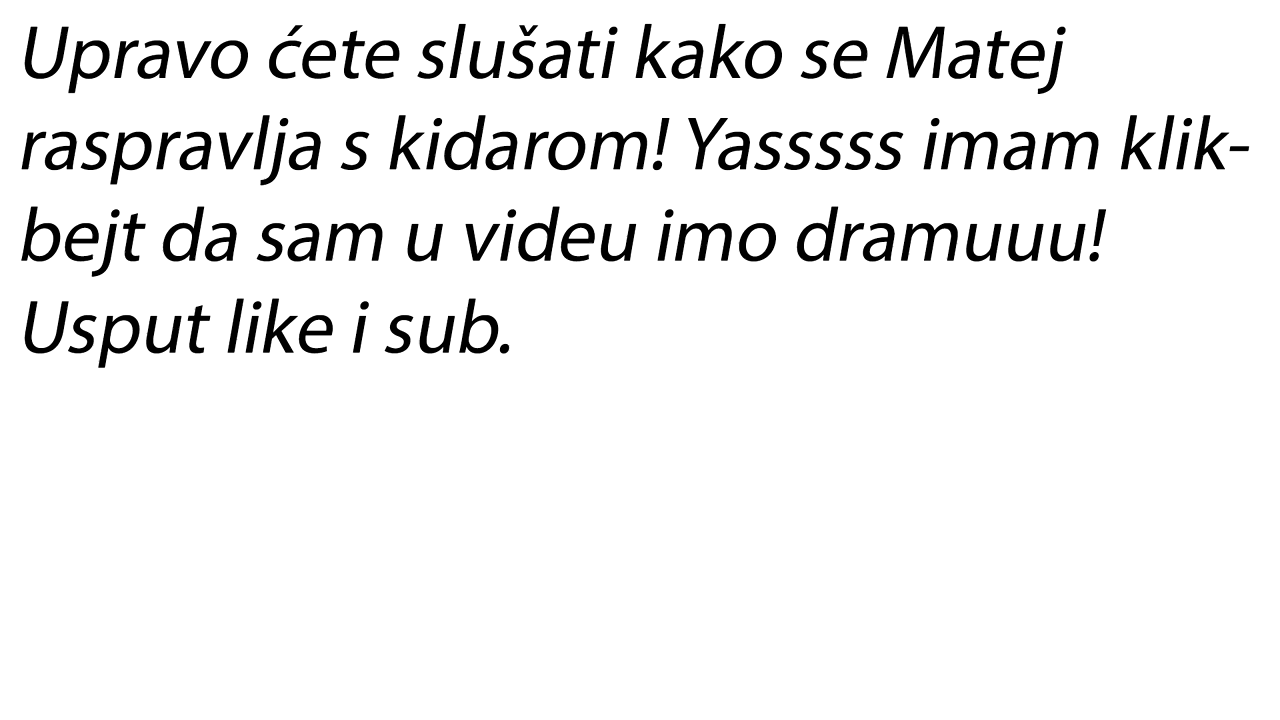 Upravo ćete slušati kako se Matej
raspravlja s kidarom! Yasssss imam klik-
bejt da sam u videu imo dramuuu!
Usput like i sub.